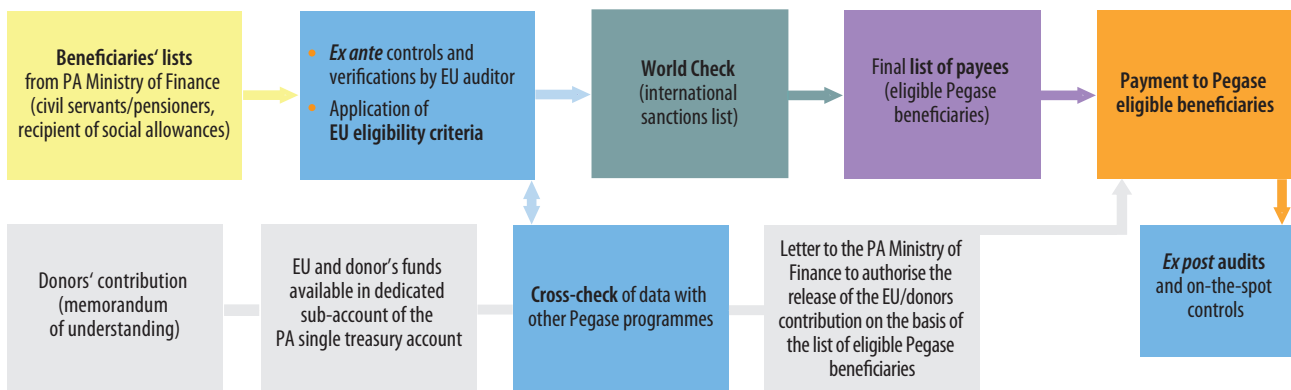 Beneficiaries‘ lists
from PA Ministry of Finance
(civil servants/pensioners,
recipient of social allowances)
• Ex ante controls and
verifications by EU auditor
• Application of
EU eligibility criteria
World Check
(international
sanctions list)
Final list of payees
(eligible Pegase
beneficiaries)
Payment to Pegase
eligible beneficiaries
Donors‘ contribution
(memorandum
of understanding)
EU and donor’s funds
available in dedicated
sub-account of the
PA single treasury account
Cross-check of data with
other Pegase programmes
Letter to the PA Ministry of
Finance to authorise the
release of the EU/donors
contribution on the basis of
the list of eligible Pegase
beneficiaries
Ex post audits
and on-the-spot
controls